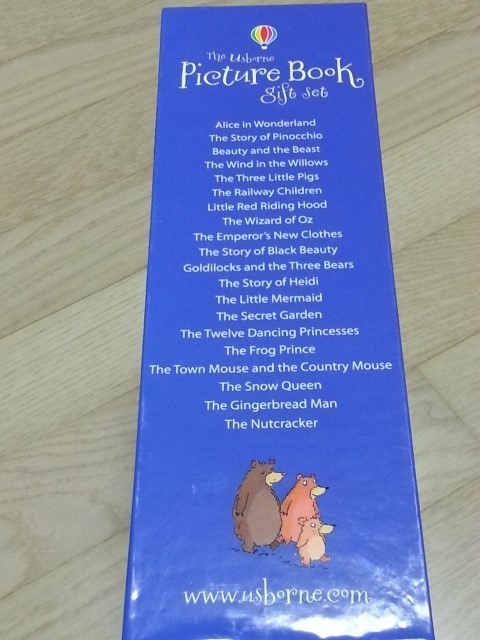 The Usborne
Picture Book
gift set
Alice in Wonderland
The Story of Pinocchio
Beauty and the Beast
The Wind in the Willows
The Three Little Pigs
The Railway Children
Little Red Riding Hood
The Wizard of Oz
The Emperor's New Clothes
The Story of Black Beauty
Goldilocks and the Three Bears
The Story of Heidi
The Little Mermaid
The Secret Garden
The Twelve Dancing Princesses
The Frog Prince
The Town Mouse and the Country Mouse
The Snow Queen
The Gingerbread Man
The Nutcracker
www.usborne.com